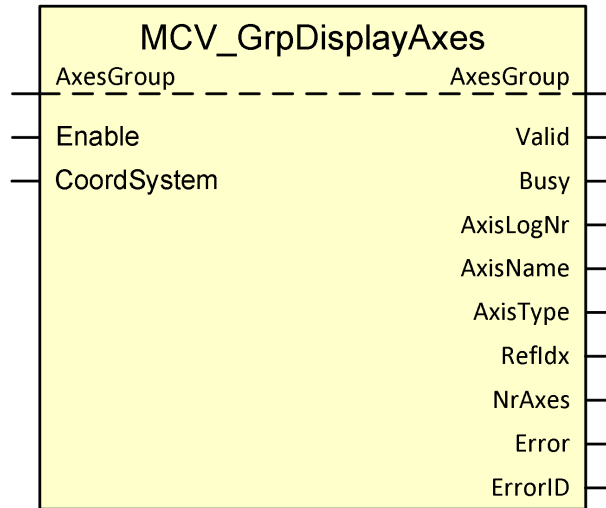 MCV_GrpDisplayAxes
AxesGroup AxesGroup
Enable Valid
CoordSystem Busy
AxisLogNr
AxisName
AxisType
RefIdx
NrAxes
Error
ErrorID